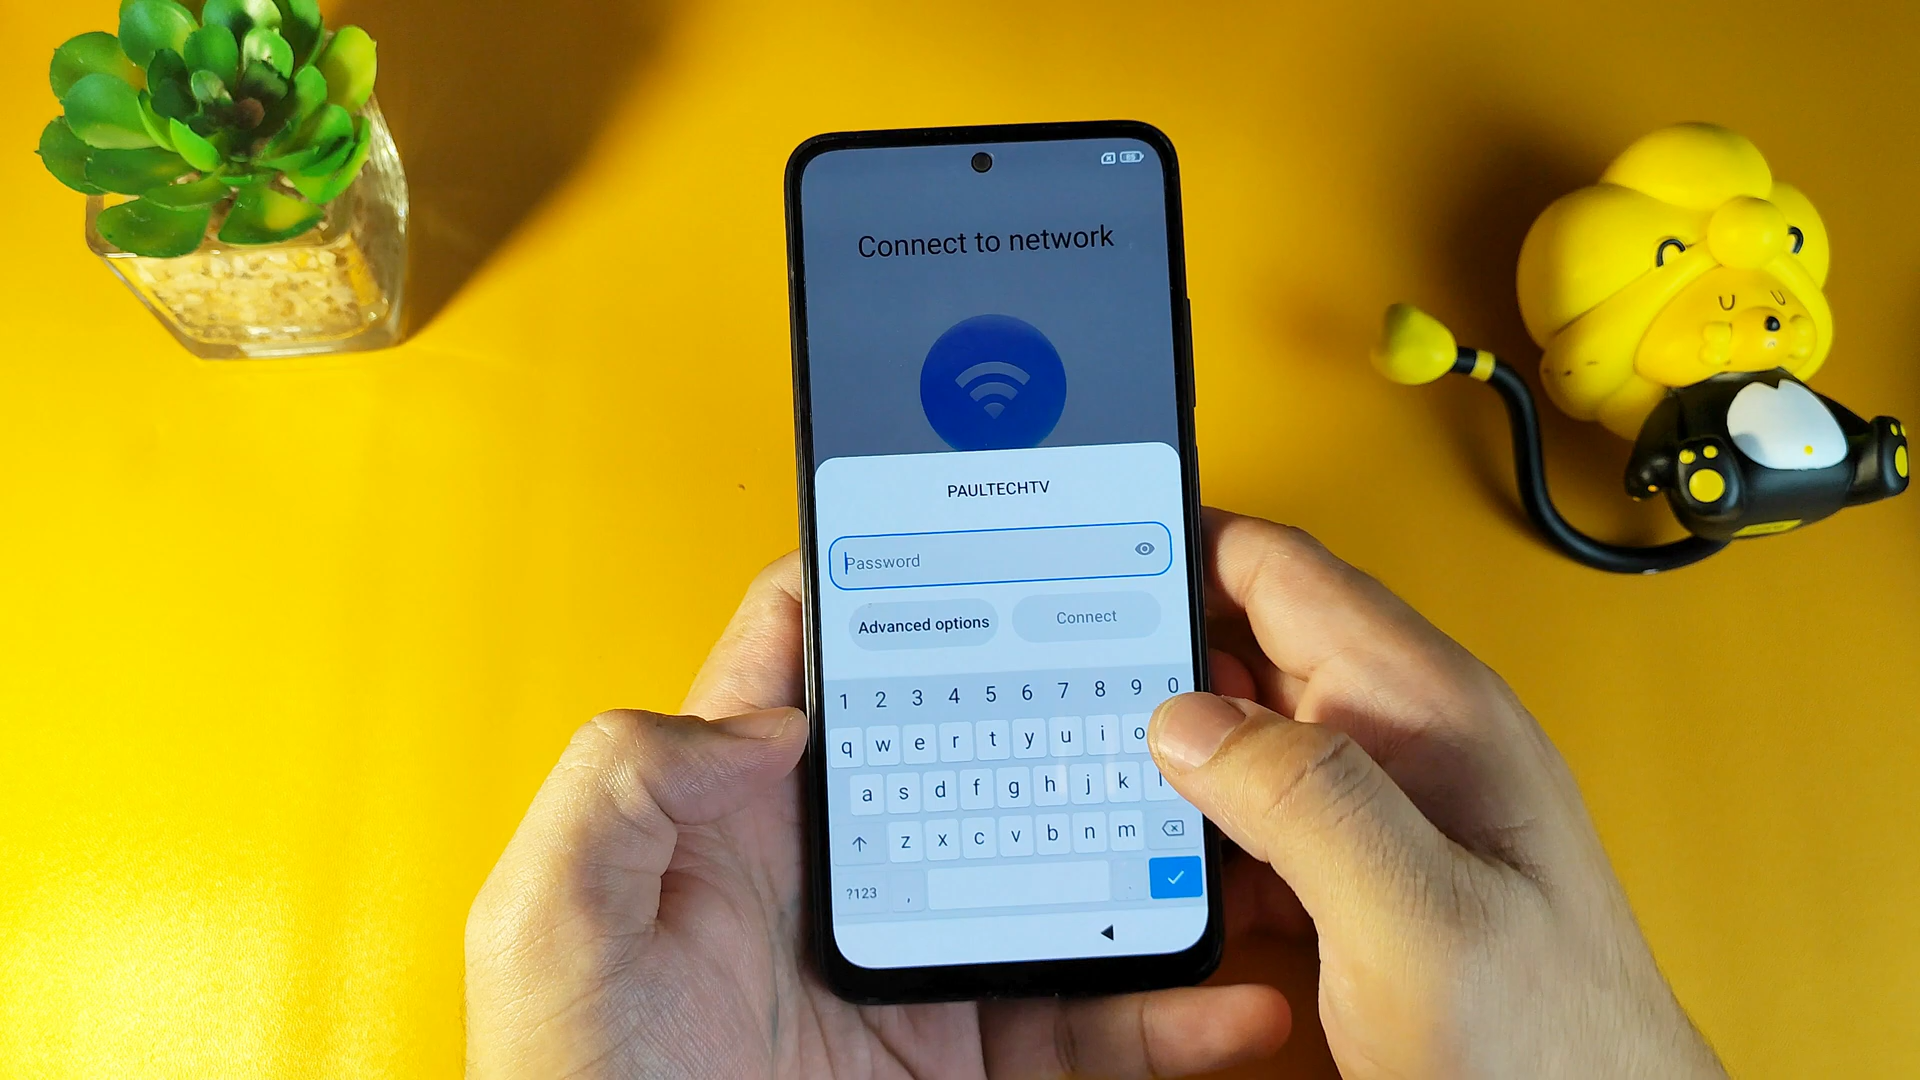 Connect to network
PAULTECHTV
Password
Advanced options
Connect
1 2 3 4 5 6 7 8 9 0
q w e r t y u i o
a s d f g h j k l
z x c v b n m
?123 , .